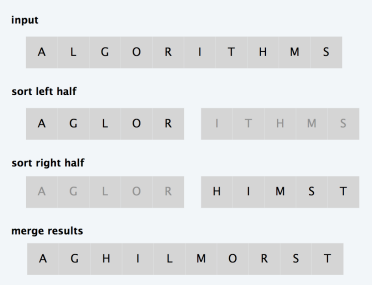 input
A L G O R I T H M S
sort left half
A G L O R I T H M S
sort right half
A G L O R H I M S T
merge results
A G H I L M O R S T